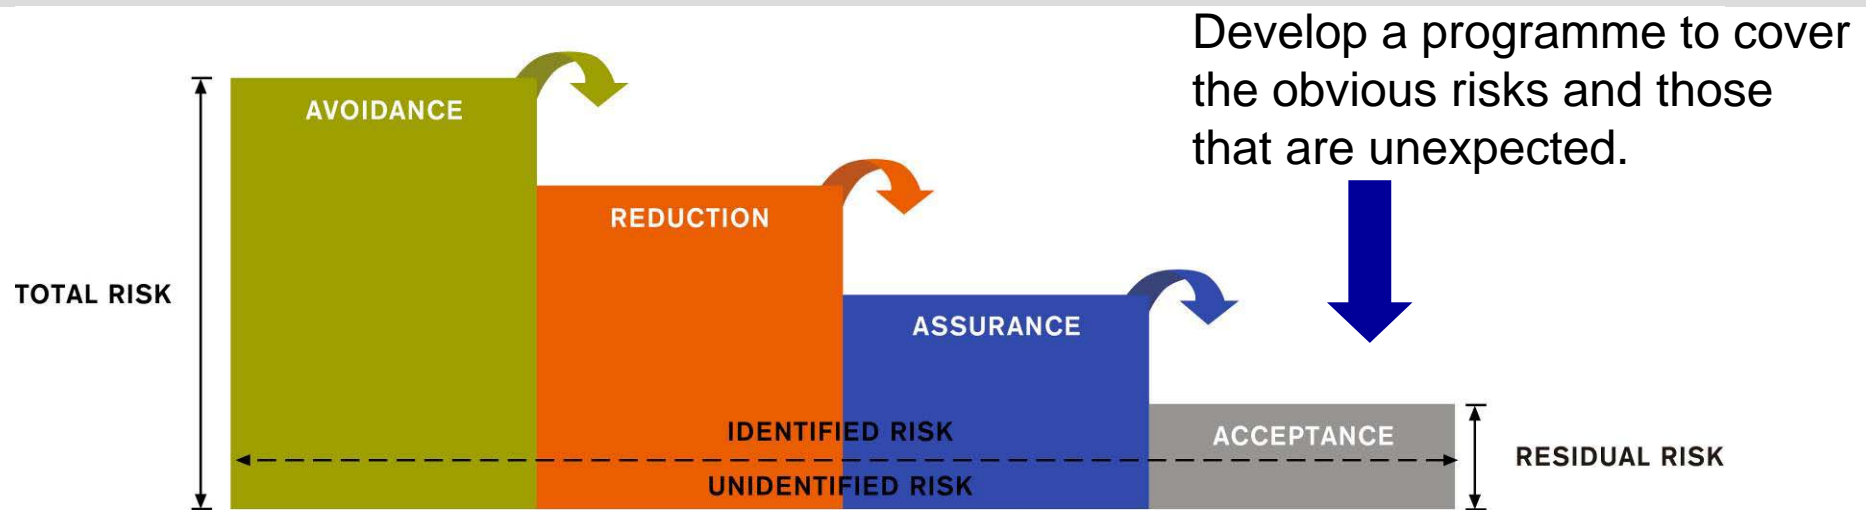 Develop a programme to cover
the obvious risks and those
that are unexpected.
AVOIDANCE
REDUCTION
TOTAL RISK
ASSURANCE
IDENTIFIED RISK
ACCEPTANCE
RESIDUAL RISK
UNIDENTIFIED RISK